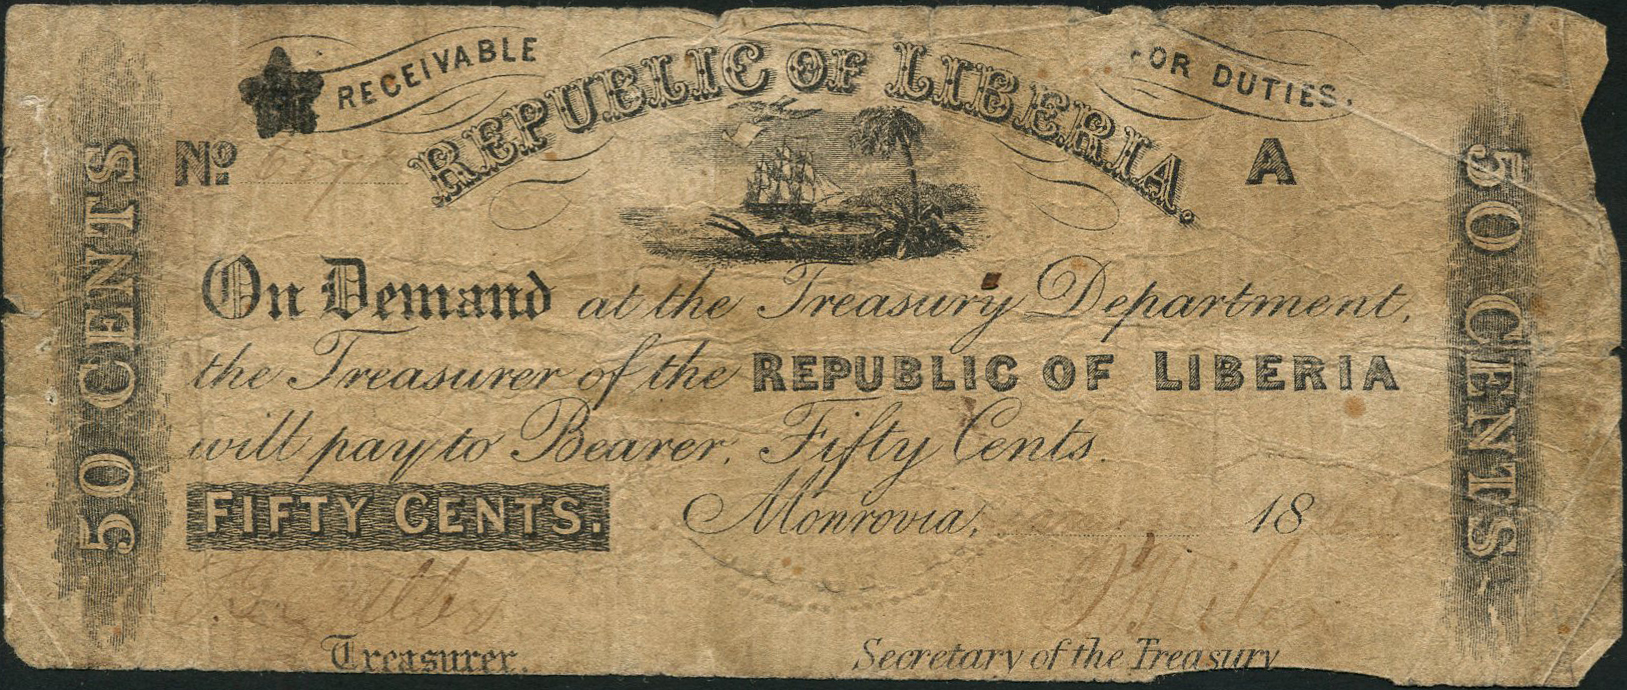 RECEIVABLE REPUBLIC OF LIBERIA. FOR DUTIES.
No A
50 CENTS
50 CENTS
On Demand at the Treasury Department,
the Treasurer of the REPUBLIC OF LIBERIA
will pay to Bearer, Fifty Cents.
FIFTY CENTS. Monrovia, 18
Treasurer. Secretary of the Treasury